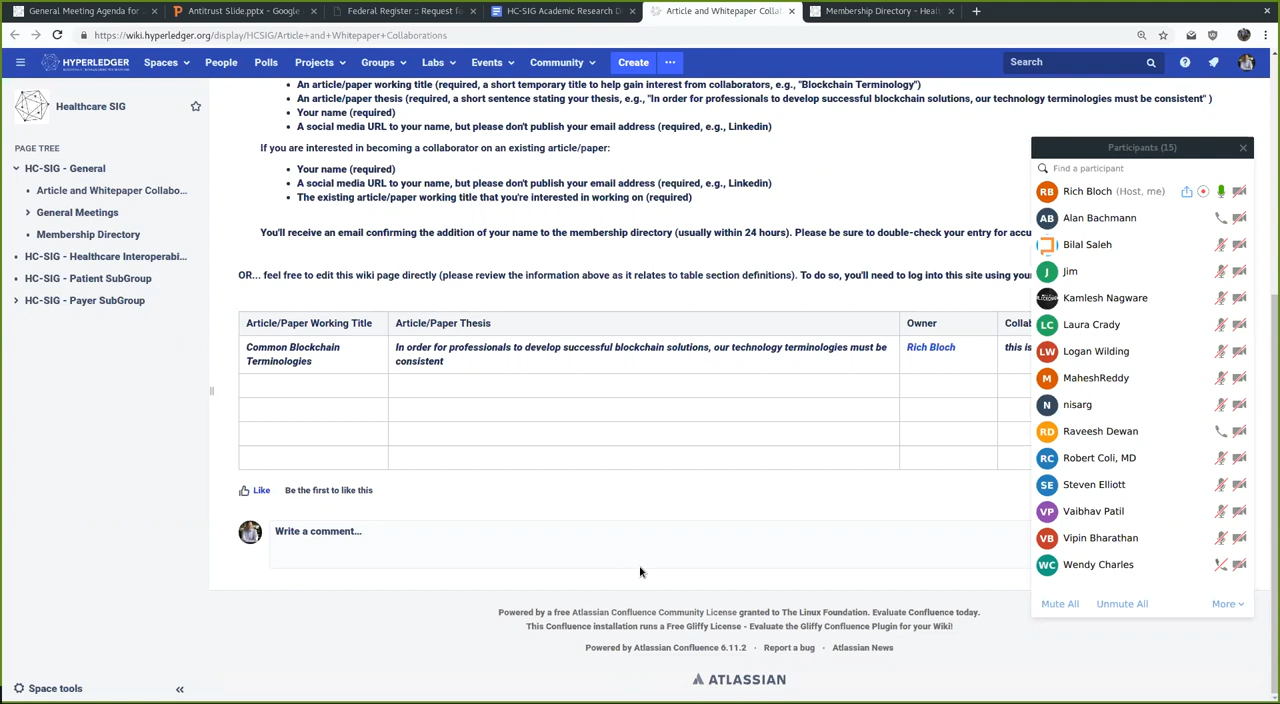 General Meeting Agenda for
Antitrust Slide.pptx - Google
Federal Register :: Request f
HC-SIG Academic Research D
Article and Whitepaper Collab
Membership Directory - Healt
https://wiki.hyperledger.org/display/HCSIG/Article+and+Whitepaper+Collaborations
HYPERLEDGER
Spaces
People
Polls
Projects
Groups
Labs
Events
Community
Create
Search
Healthcare SIG
PAGE TREE
HC-SIG - General
Article and Whitepaper Collabo...
General Meetings
Membership Directory
HC-SIG - Healthcare Interoperabi...
HC-SIG - Patient SubGroup
HC-SIG - Payer SubGroup
Space tools
• An article/paper working title (required, a short temporary title to help gain interest from collaborators, e.g., "Blockchain Terminology")
• An article/paper thesis (required, a short sentence stating your thesis, e.g., "In order for professionals to develop successful blockchain solutions, our technology terminologies must be consistent" )
• Your name (required)
• A social media URL to your name, but please don't publish your email address (required, e.g., Linkedin)
If you are interested in becoming a collaborator on an existing article/paper:
• Your name (required)
• A social media URL to your name, but please don't publish your email address (required, e.g., Linkedin)
• The existing article/paper working title that you're interested in working on (required)
You'll receive an email confirming the addition of your name to the membership directory (usually within 24 hours). Please be sure to double-check your entry for accu
OR... feel free to edit this wiki page directly (please review the information above as it relates to table section definitions). To do so, you'll need to log into this site using your
Article/Paper Working Title
Article/Paper Thesis
Owner
Collab
Common Blockchain
Terminologies
In order for professionals to develop successful blockchain solutions, our technology terminologies must be
consistent
Rich Bloch
this is
Like
Be the first to like this
Write a comment...
Powered by a free Atlassian Confluence Community License granted to The Linux Foundation. Evaluate Confluence today.
This Confluence installation runs a Free Gliffy License - Evaluate the Gliffy Confluence Plugin for your Wiki!
Powered by Atlassian Confluence 6.11.2 · Report a bug · Atlassian News
ATLASSIAN
Participants (15)
Find a participant
RB Rich Bloch (Host, me)
AB Alan Bachmann
Bilal Saleh
J Jim
Kamlesh Nagware
LC Laura Crady
LW Logan Wilding
M MaheshReddy
N nisarg
RD Raveesh Dewan
RC Robert Coli, MD
SE Steven Elliott
VP Vaibhav Patil
VB Vipin Bharathan
WC Wendy Charles
Mute All
Unmute All
More